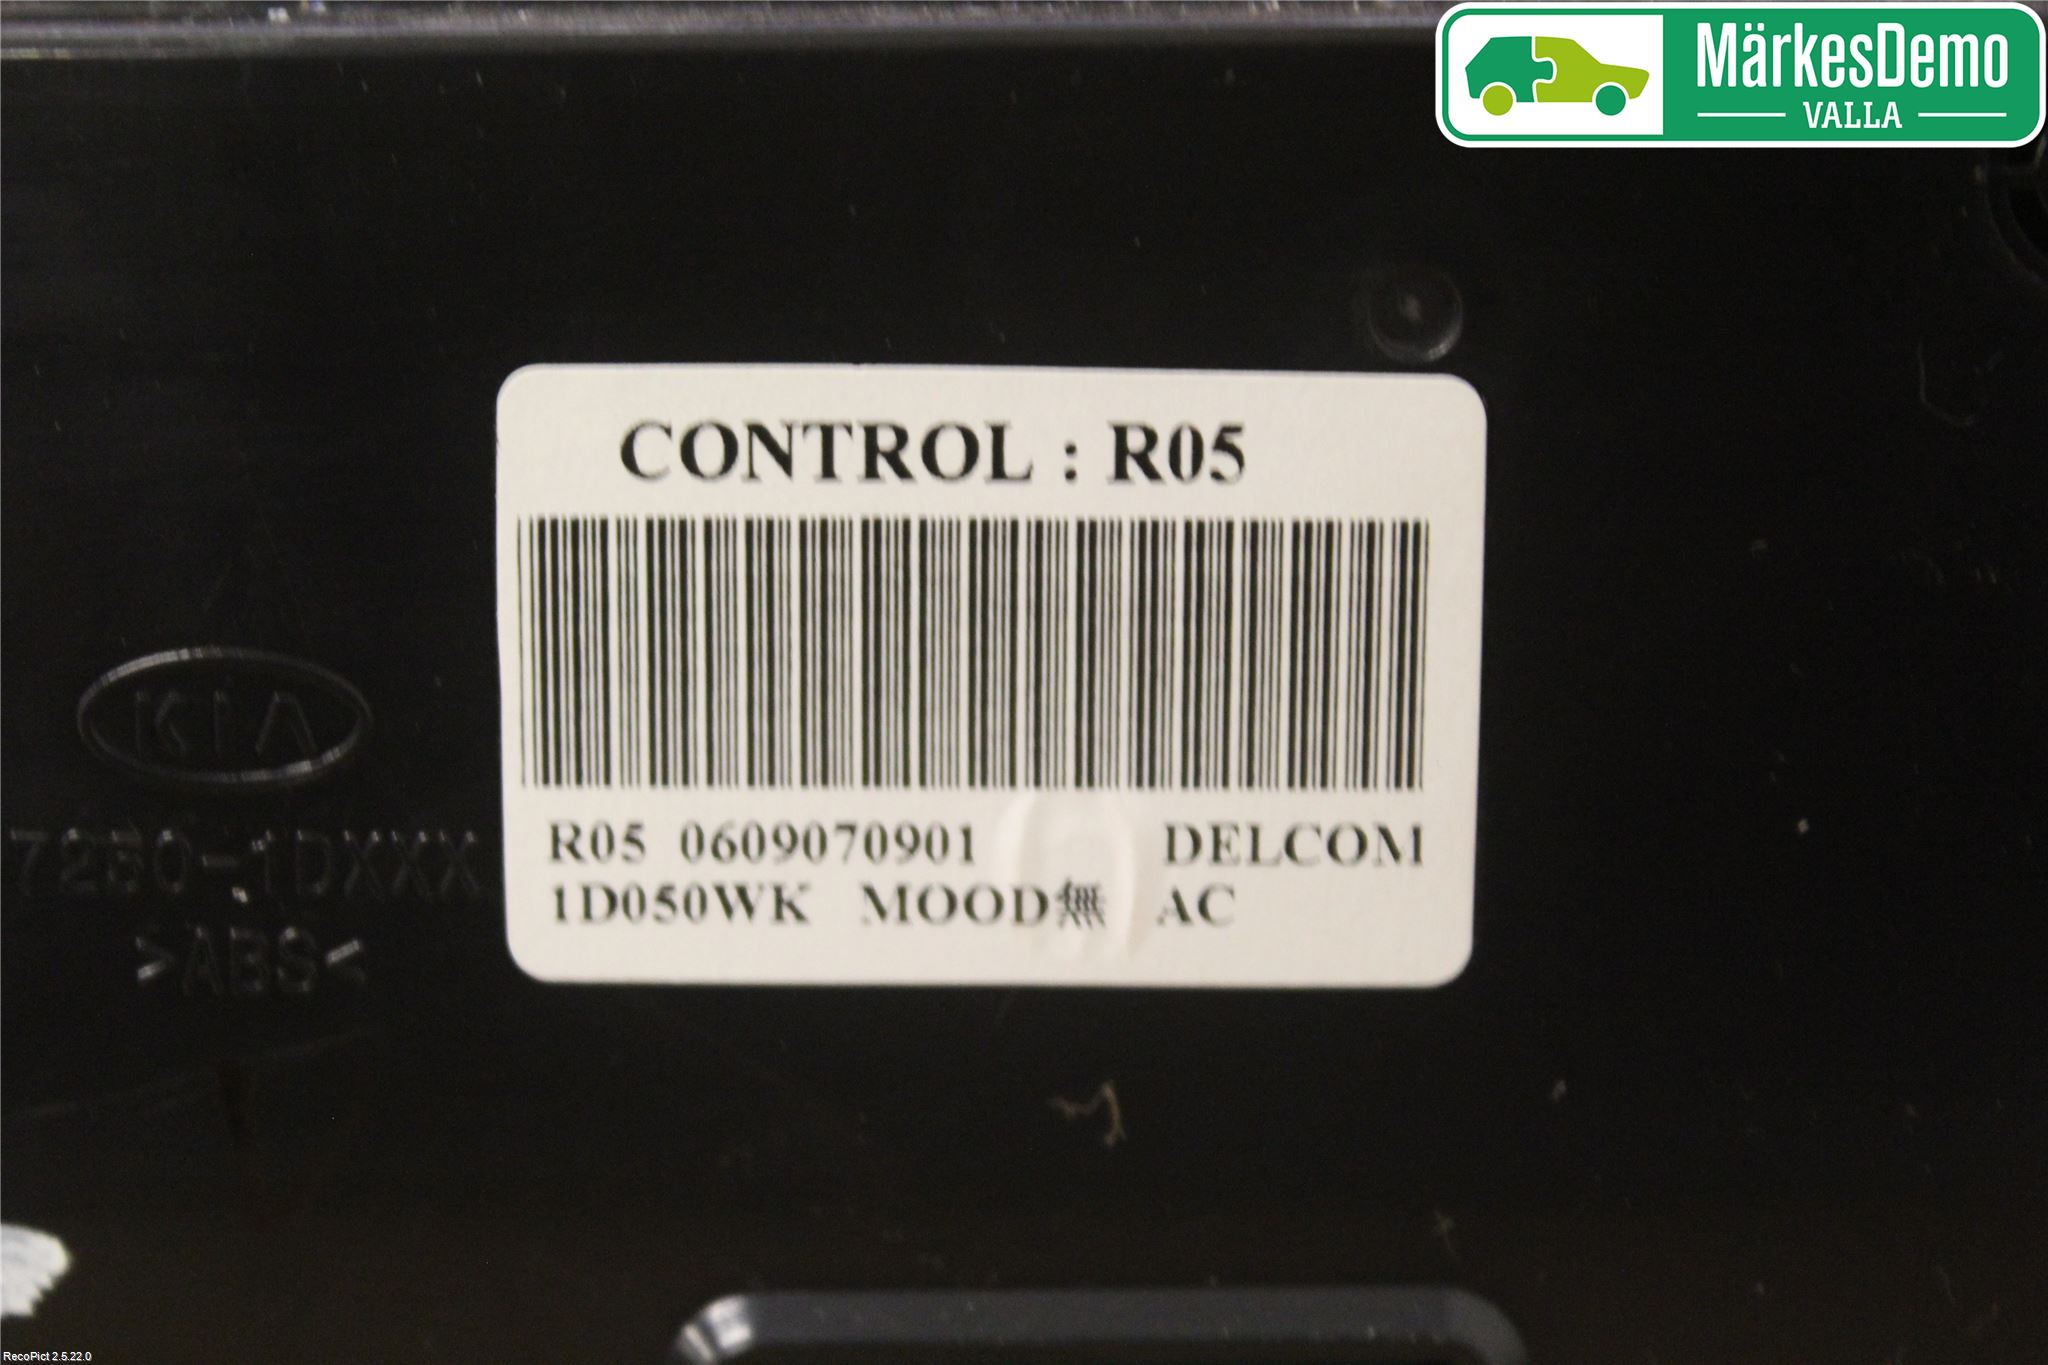 MärkesDemo
VALLA
CONTROL : R05
R05 0609070901 DELCOM
1D050WK MOOD無 AC
KIA
7250-1DXXX
>ABS<
RecoPict 2.5.22.0